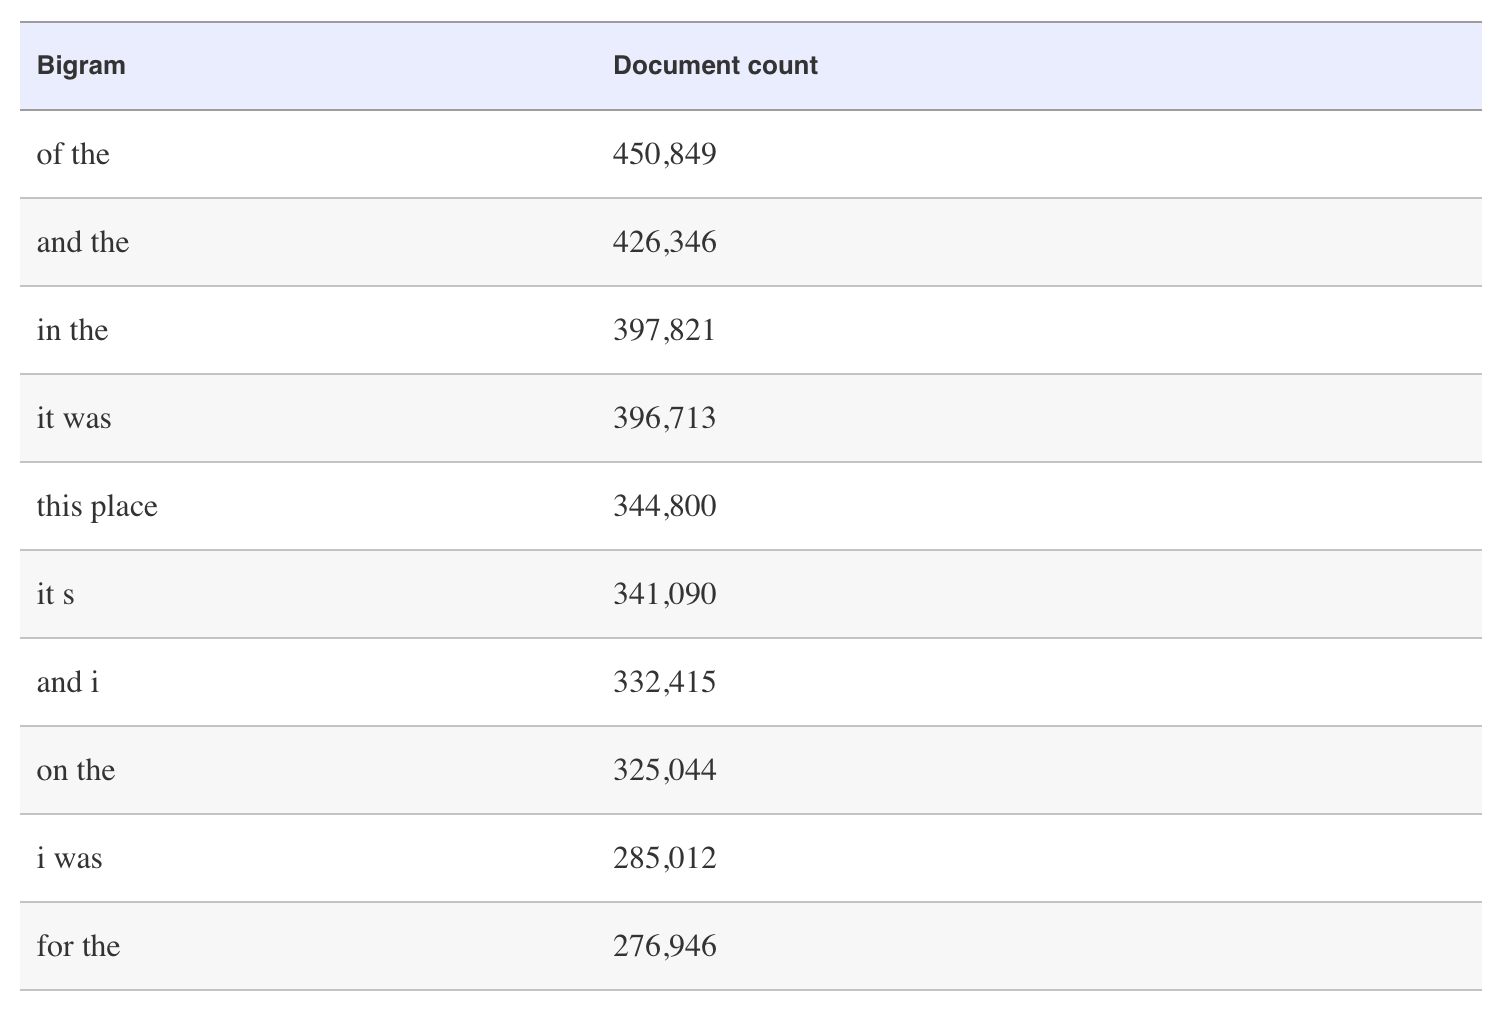 Bigram Document count
of the 450,849
and the 426,346
in the 397,821
it was 396,713
this place 344,800
it s 341,090
and i 332,415
on the 325,044
i was 285,012
for the 276,946